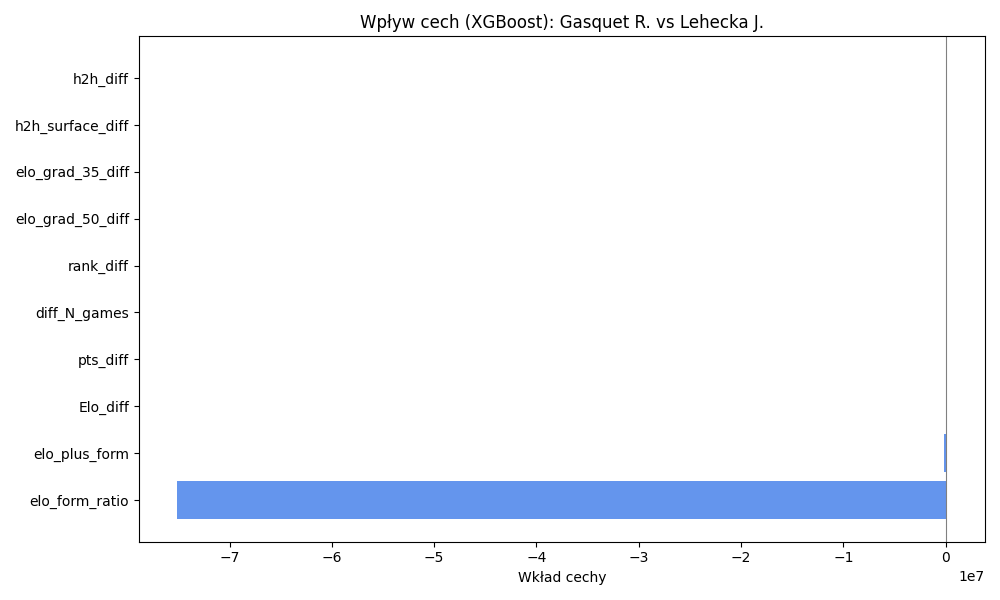 Wpływ cech (XGBoost): Gasquet R. vs Lehecka J.
h2h_diff
h2h_surface_diff
elo_grad_35_diff
elo_grad_50_diff
rank_diff
diff_N_games
pts_diff
Elo_diff
elo_plus_form
elo_form_ratio
−7 −6 −5 −4 −3 −2 −1 0
1e7
Wkład cechy